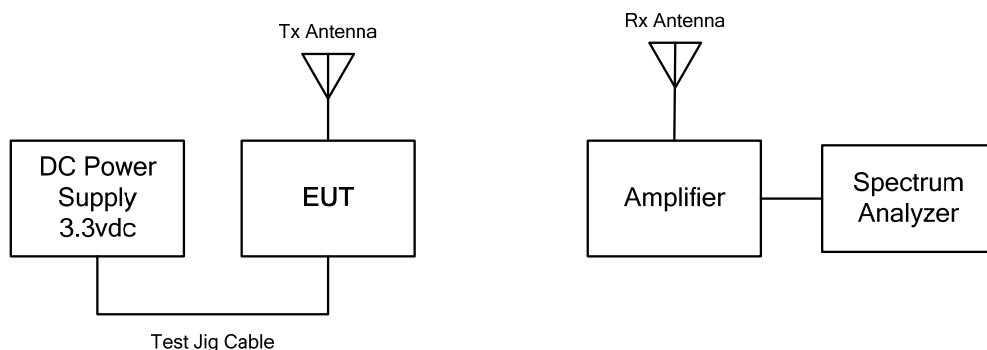 Tx Antenna
Rx Antenna
DC Power
Supply
3.3vdc
EUT
Amplifier
Spectrum
Analyzer
Test Jig Cable